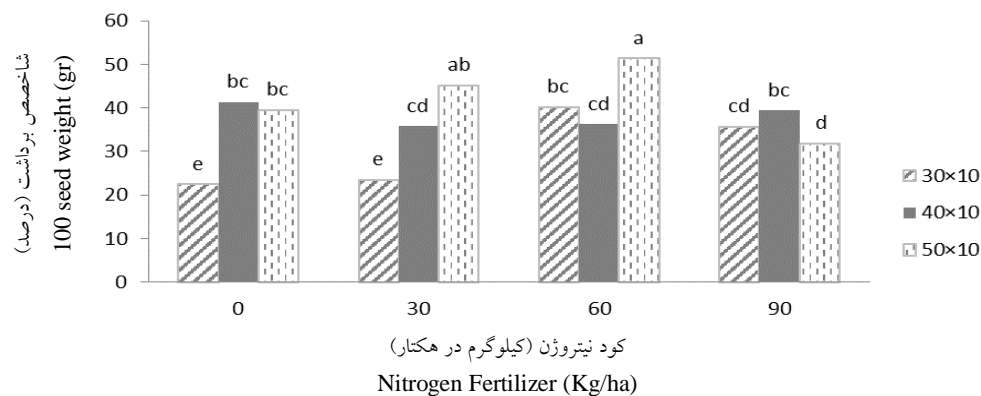 شاخصص برداشت (درصد)
100 seed weight (gr)
60
50
40
30
20
10
0
e
bc
bc
e
cd
ab
bc
cd
a
cd
bc
d
0
30
60
90
30×10
40×10
50×10
کود نیتروژن (کیلوگرم در هکتار)
Nitrogen Fertilizer (Kg/ha)